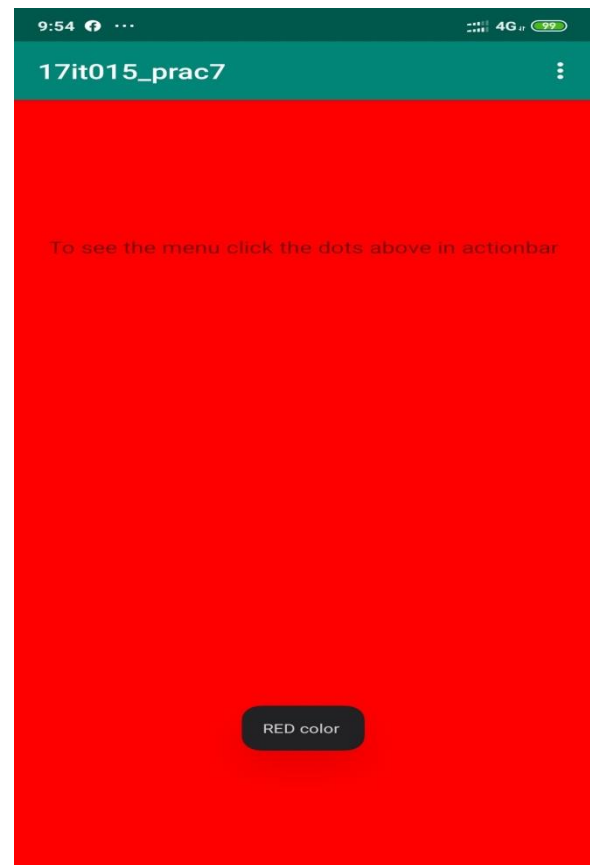 9:54 ...
4G 99
17it015_prac7
To see the menu click the dots above in actionbar
RED color